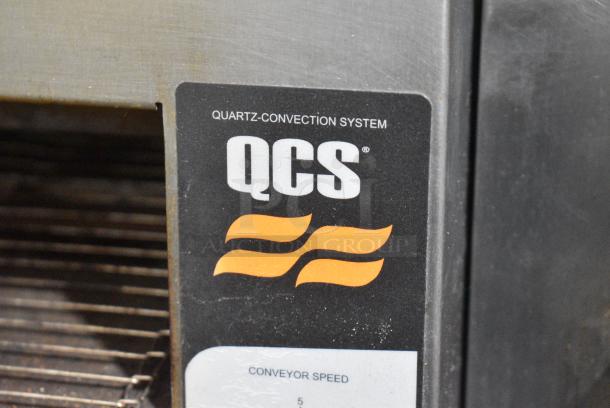 QUARTZ-CONVECTION SYSTEM
QCS®
PCI
AUCTION GROUP
CONVEYOR SPEED
5